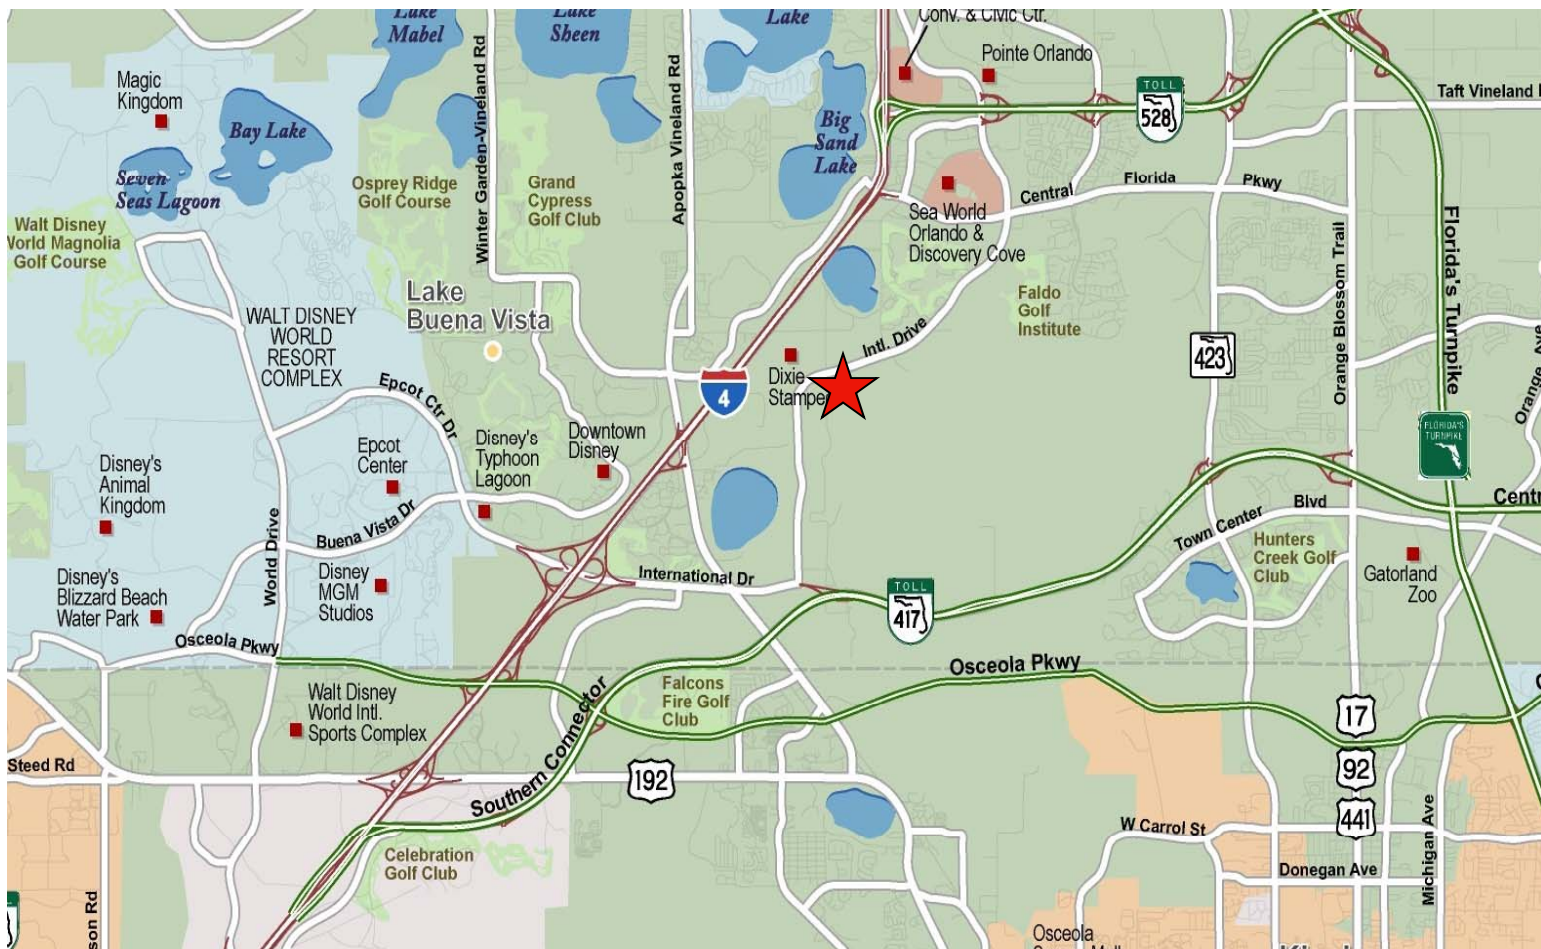 Lake
Mabel
Lake
Sheen
Lake
Conv. & Civic Ctr.
Pointe Orlando
Magic
Kingdom
Winter Garden-Vineland Rd
Apopka Vineland Rd
TOLL
528
Taft Vineland
Bay Lake
Big
Sand
Lake
Seven
Seas Lagoon
Osprey Ridge
Golf Course
Grand
Cypress
Golf Club
Central
Florida
Pkwy
Walt Disney
World Magnolia
Golf Course
Sea World
Orlando &
Discovery Cove
Orange Blossom Trail
Florida's Turnpike
Lake
Buena Vista
Faldo
Golf
Institute
WALT DISNEY
WORLD
RESORT
COMPLEX
Intl. Drive
423
Dixie
Stamper
4
Epcot Ctr Dr
Orange Ave
Epcot
Center
Disney's
Typhoon
Lagoon
Downtown
Disney
FLORIDA'S
TURNPIKE
Disney's
Animal
Kingdom
World Drive
Buena Vista Dr
Town Center
Blvd
Hunters
Creek Golf
Club
Gatorland
Zoo
Disney's
Blizzard Beach
Water Park
Disney
MGM
Studios
International Dr
TOLL
417
Osceola Pkwy
Osceola Pkwy
Walt Disney
World Intl.
Sports Complex
Falcons
Fire Golf
Club
Southern Connector
17
92
441
Steed Rd
192
W Carrol St
Michigan Ave
Celebration
Golf Club
Donegan Ave
Osceola